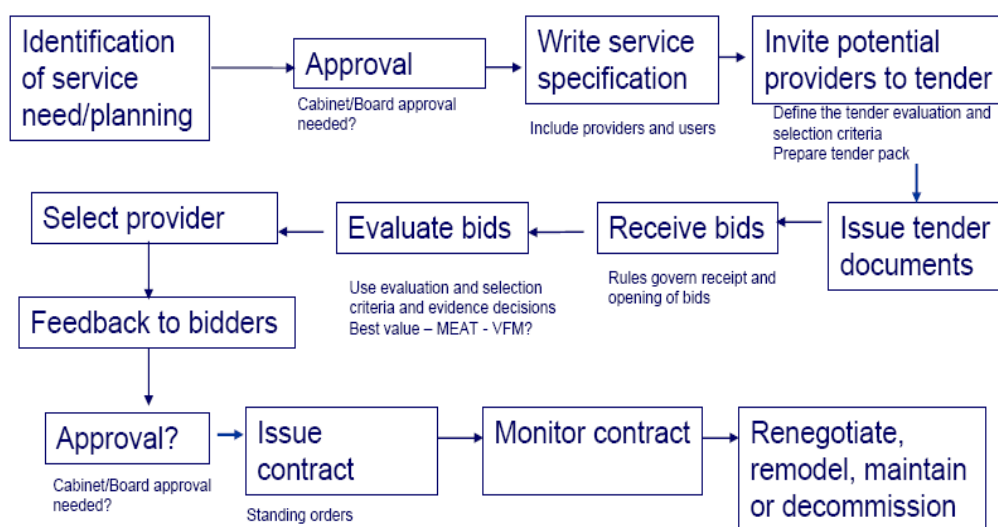 Identification
of service
need/planning
Approval
Cabinet/Board approval
needed?
Write service
specification
Include providers and users
Invite potential
providers to tender
Define the tender evaluation and
selection criteria
Prepare tender pack
Issue tender
documents
Receive bids
Rules govern receipt and
opening of bids
Evaluate bids
Use evaluation and selection
criteria and evidence decisions
Best value – MEAT - VFM?
Select provider
Feedback to bidders
Approval?
Cabinet/Board approval
needed?
Issue
contract
Standing orders
Monitor contract
Renegotiate,
remodel, maintain
or decommission